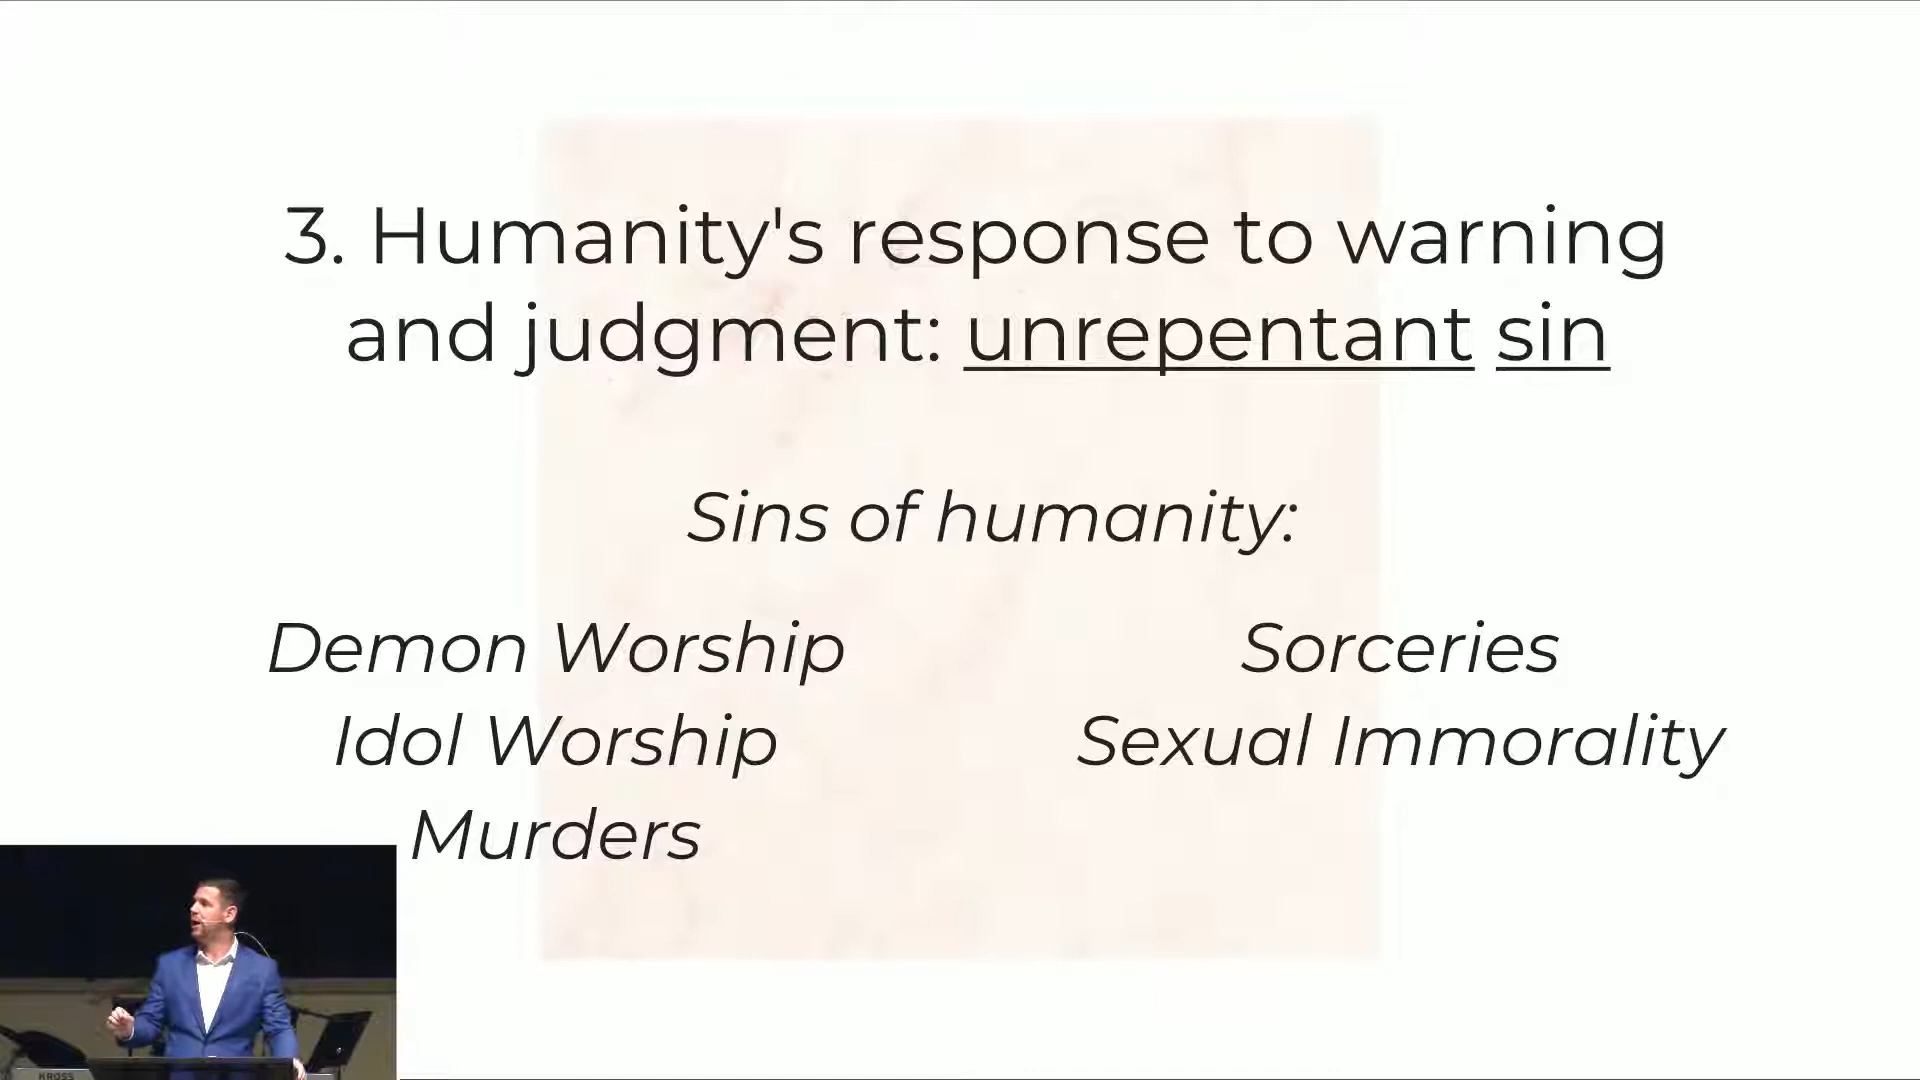 3. Humanity's response to warning
and judgment: unrepentant sin
Sins of humanity:
Demon Worship
Idol Worship
Murders
Sorceries
Sexual Immorality
KROSS